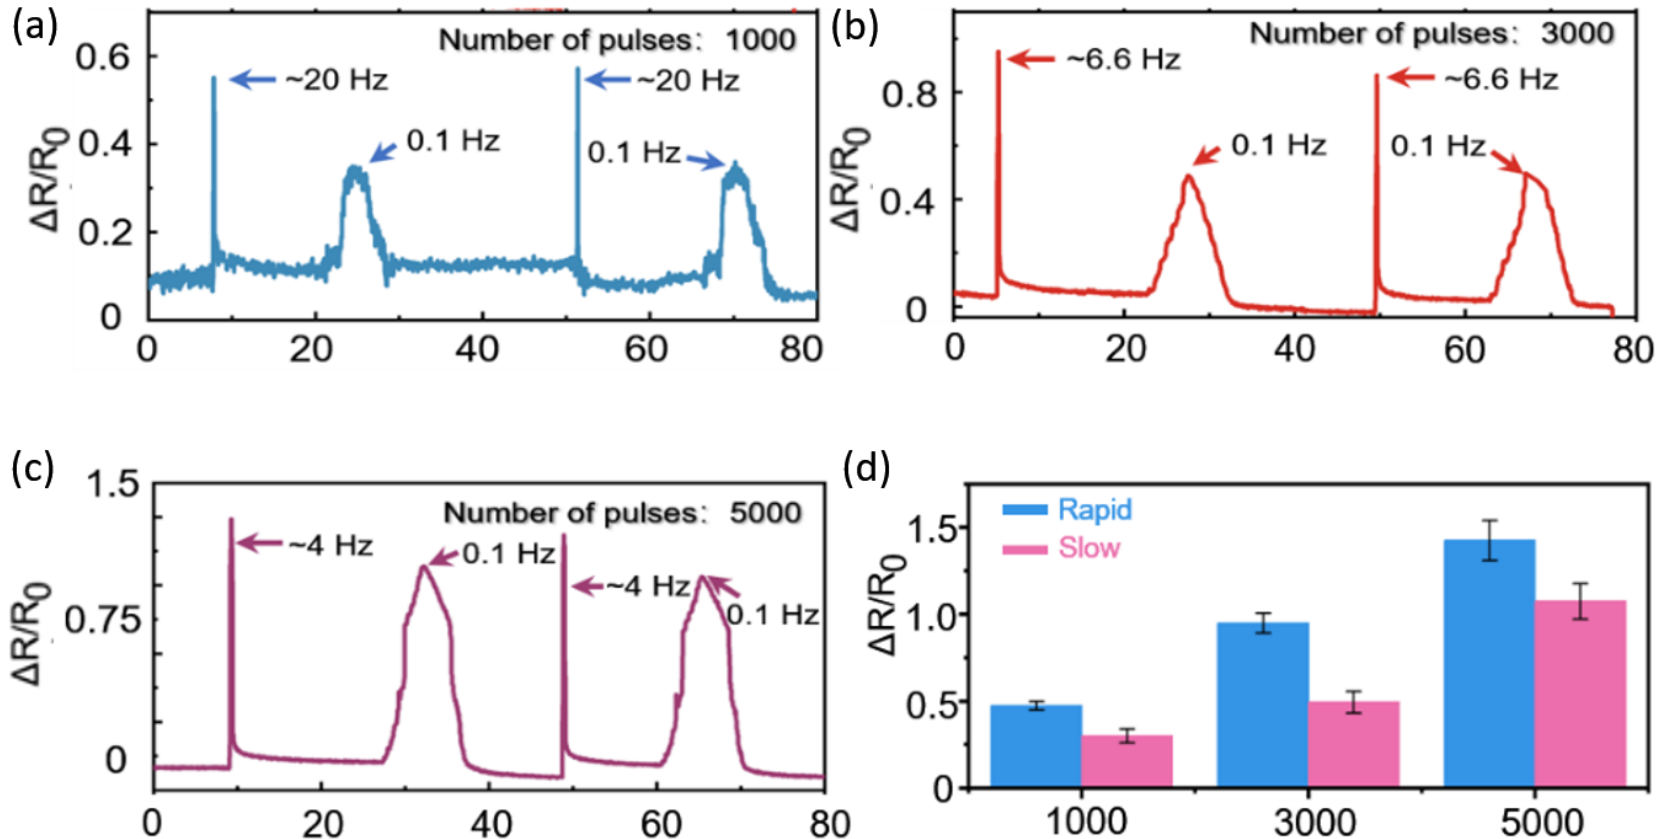 (a)
Number of pulses: 1000
0.6
~20 Hz
~20 Hz
0.1 Hz
0.1 Hz
0.4
0.2
0
ΔR/R0
0 20 40 60 80
(b)
Number of pulses: 3000
~6.6 Hz
~6.6 Hz
0.8
0.1 Hz
0.1 Hz
0.4
0
ΔR/R0
0 20 40 60 80
(c)
1.5
Number of pulses: 5000
~4 Hz
0.1 Hz
~4 Hz
0.1 Hz
0.75
0
ΔR/R0
0 20 40 60 80
(d)
Rapid
Slow
1.5
1.0
0.5
0
ΔR/R0
1000 3000 5000